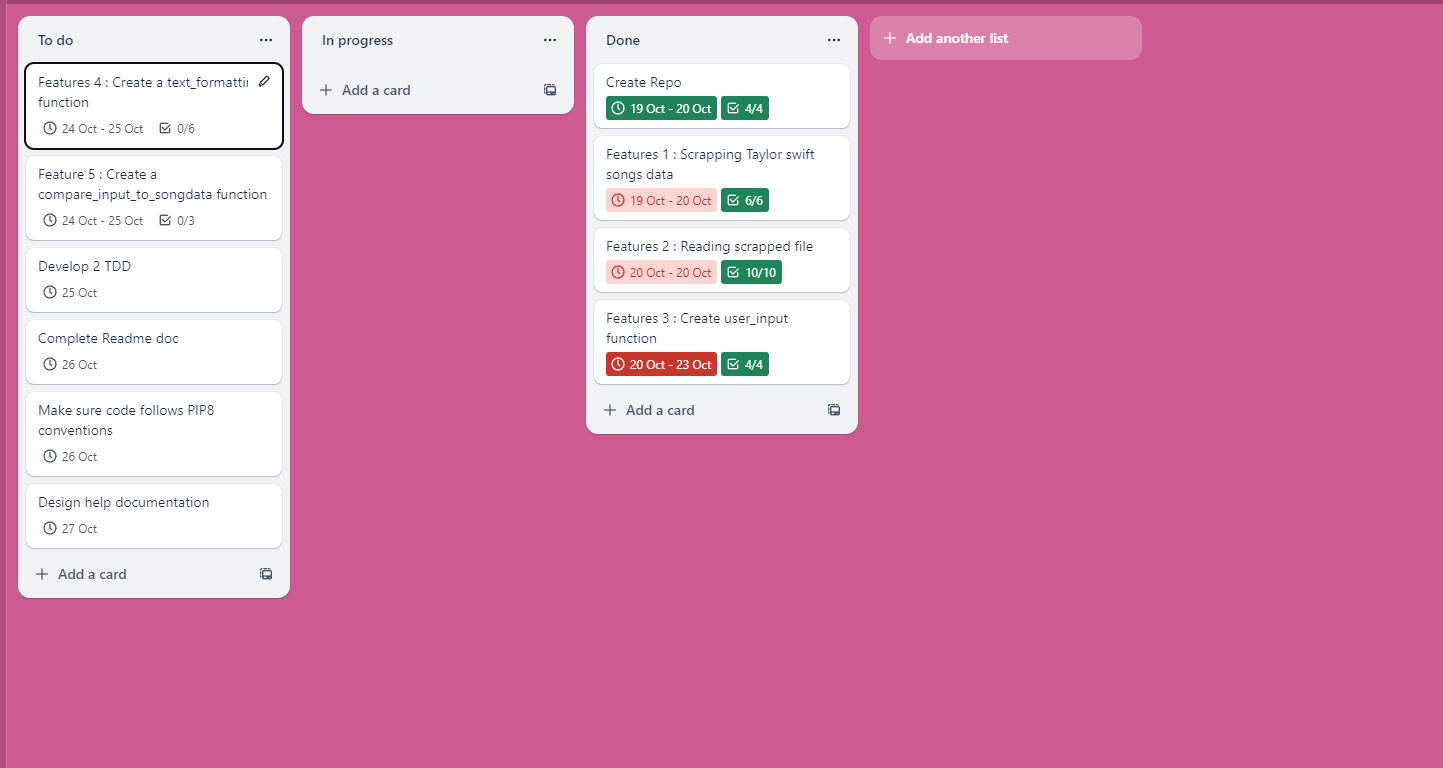 To do
Features 4 : Create a text_formattin
function
24 Oct - 25 Oct 0/6
Feature 5 : Create a
compare_input_to_songdata function
24 Oct - 25 Oct 0/3
Develop 2 TDD
25 Oct
Complete Readme doc
26 Oct
Make sure code follows PIP8
conventions
26 Oct
Design help documentation
27 Oct
Add a card
In progress
Add a card
Done
Create Repo
19 Oct - 20 Oct 4/4
Features 1 : Scrapping Taylor swift
songs data
19 Oct - 20 Oct 6/6
Features 2 : Reading scrapped file
20 Oct - 20 Oct 10/10
Features 3 : Create user_input
function
20 Oct - 23 Oct 4/4
Add a card
Add another list